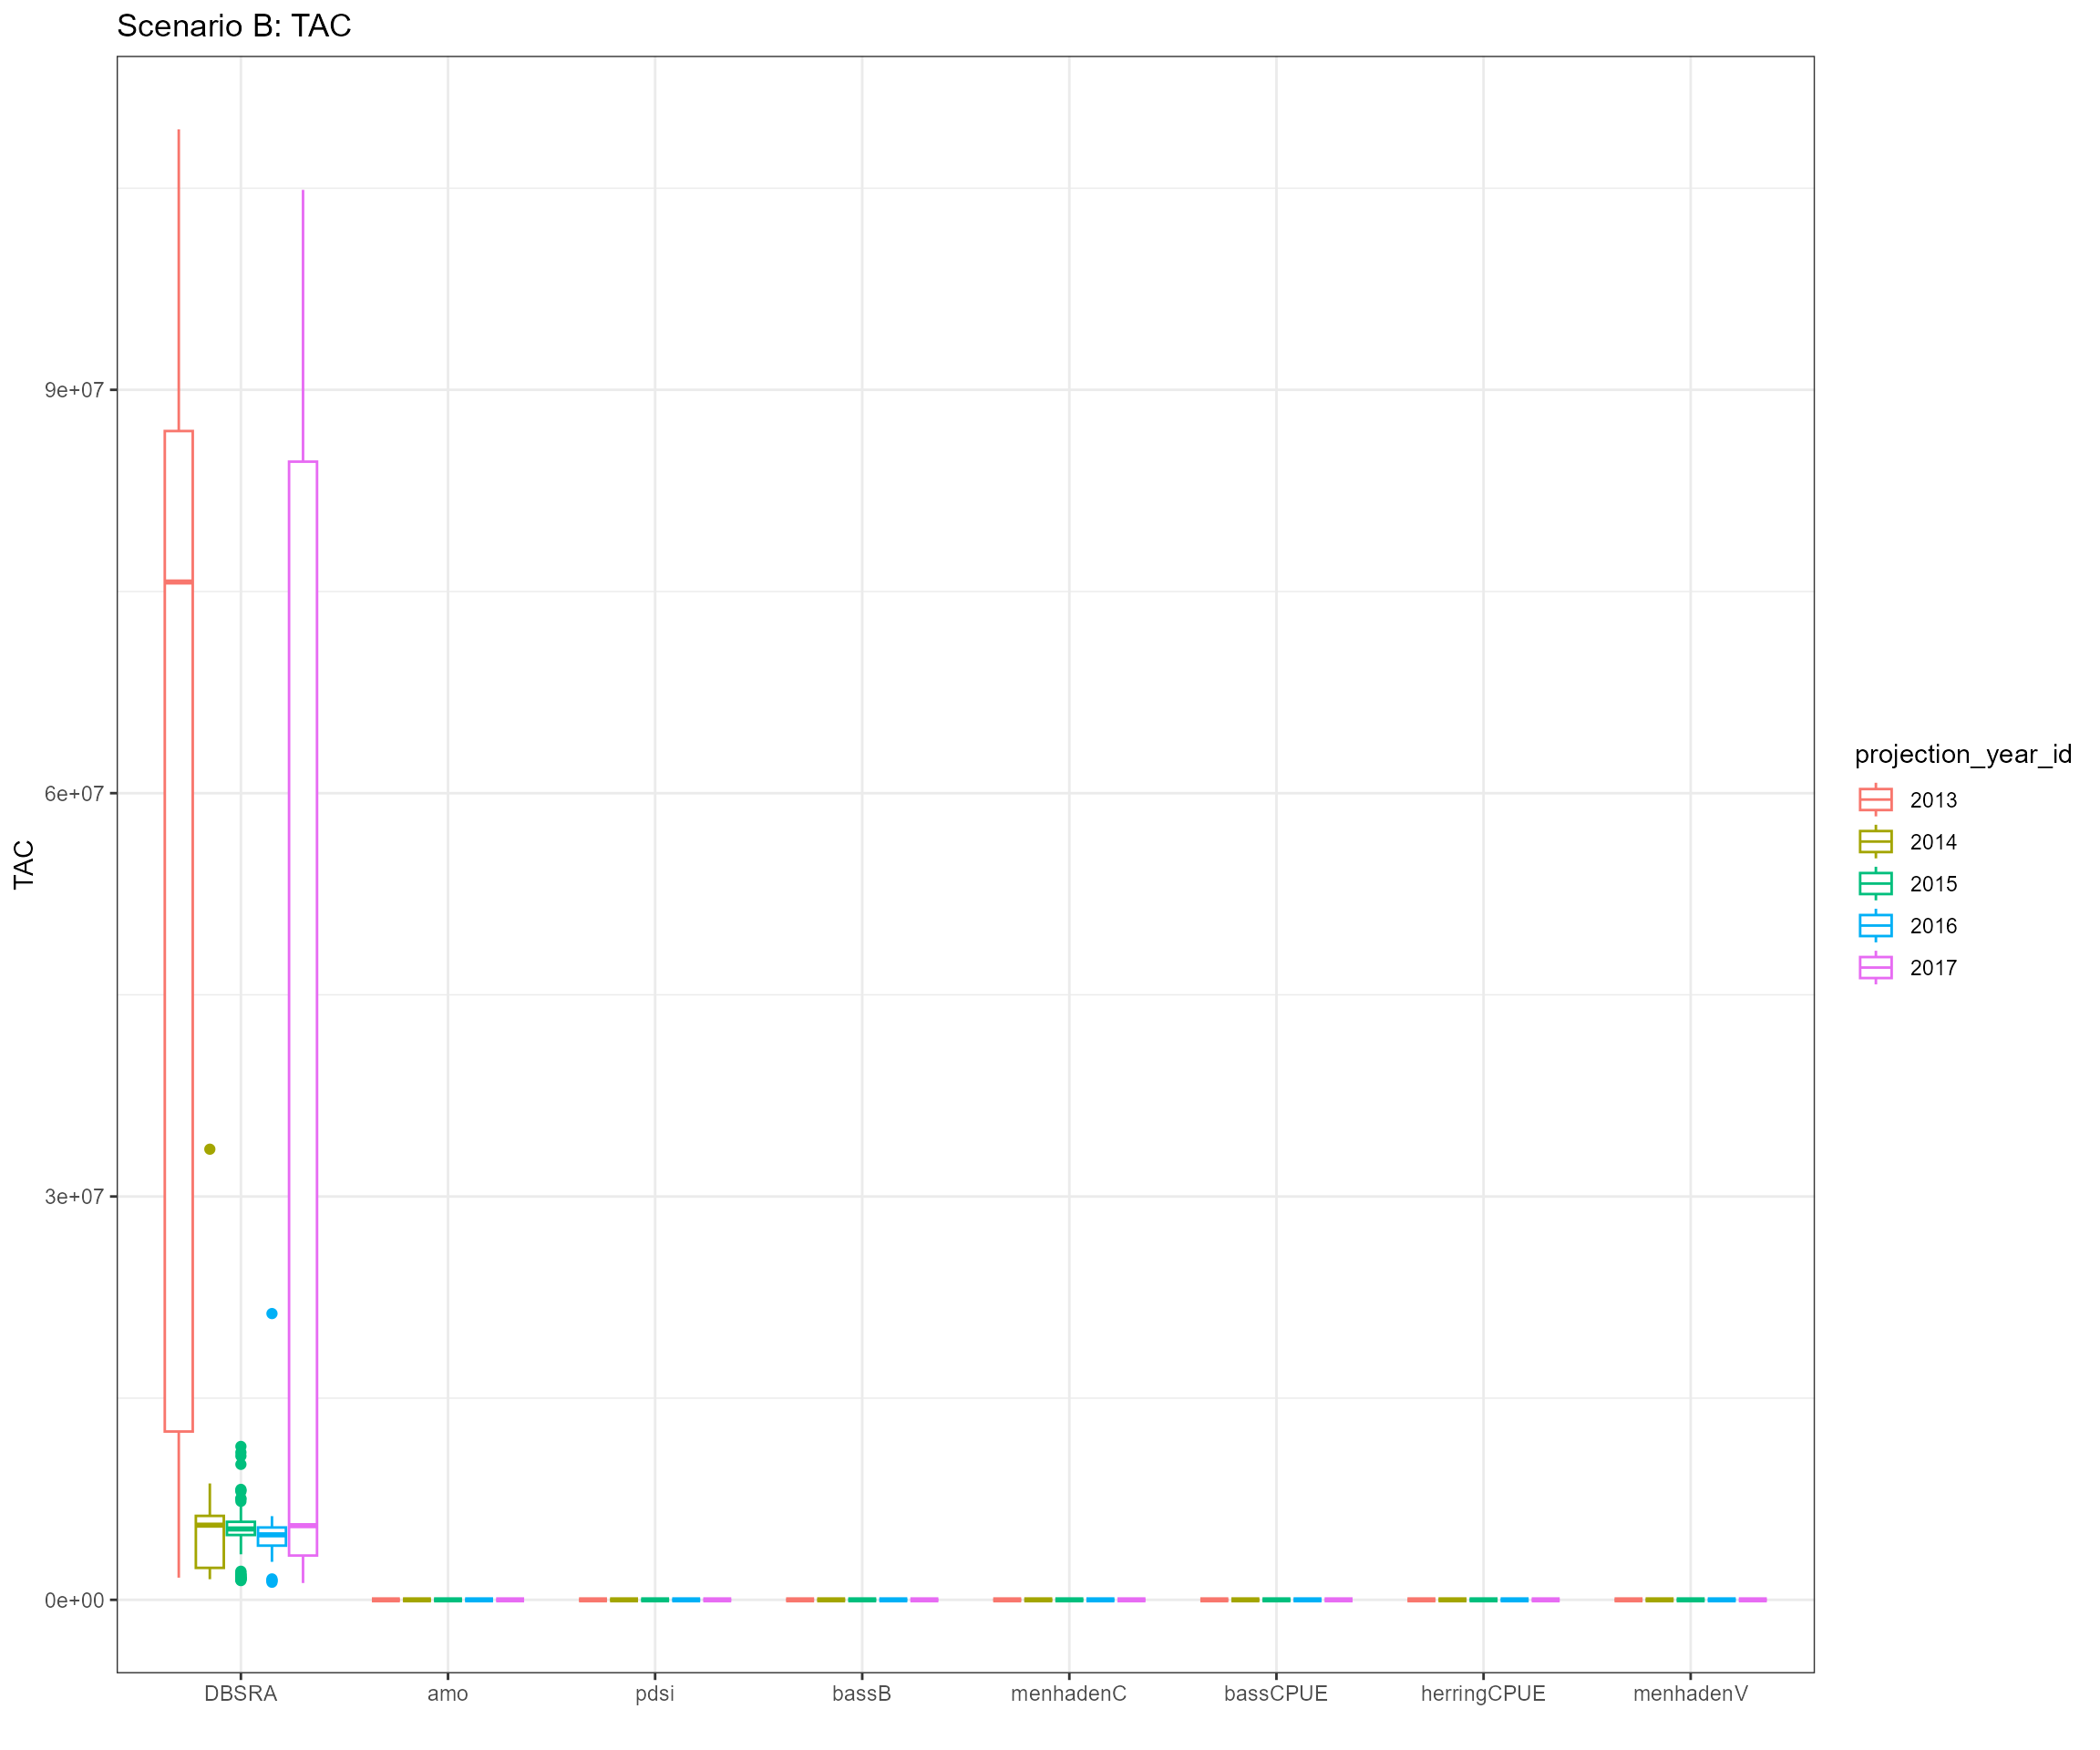 Scenario B: TAC
TAC
9e+07
6e+07
3e+07
0e+00
DBSRA amo pdsi bassB menhadenC bassCPUE herringCPUE menhadenV
projection_year_id
2013
2014
2015
2016
2017